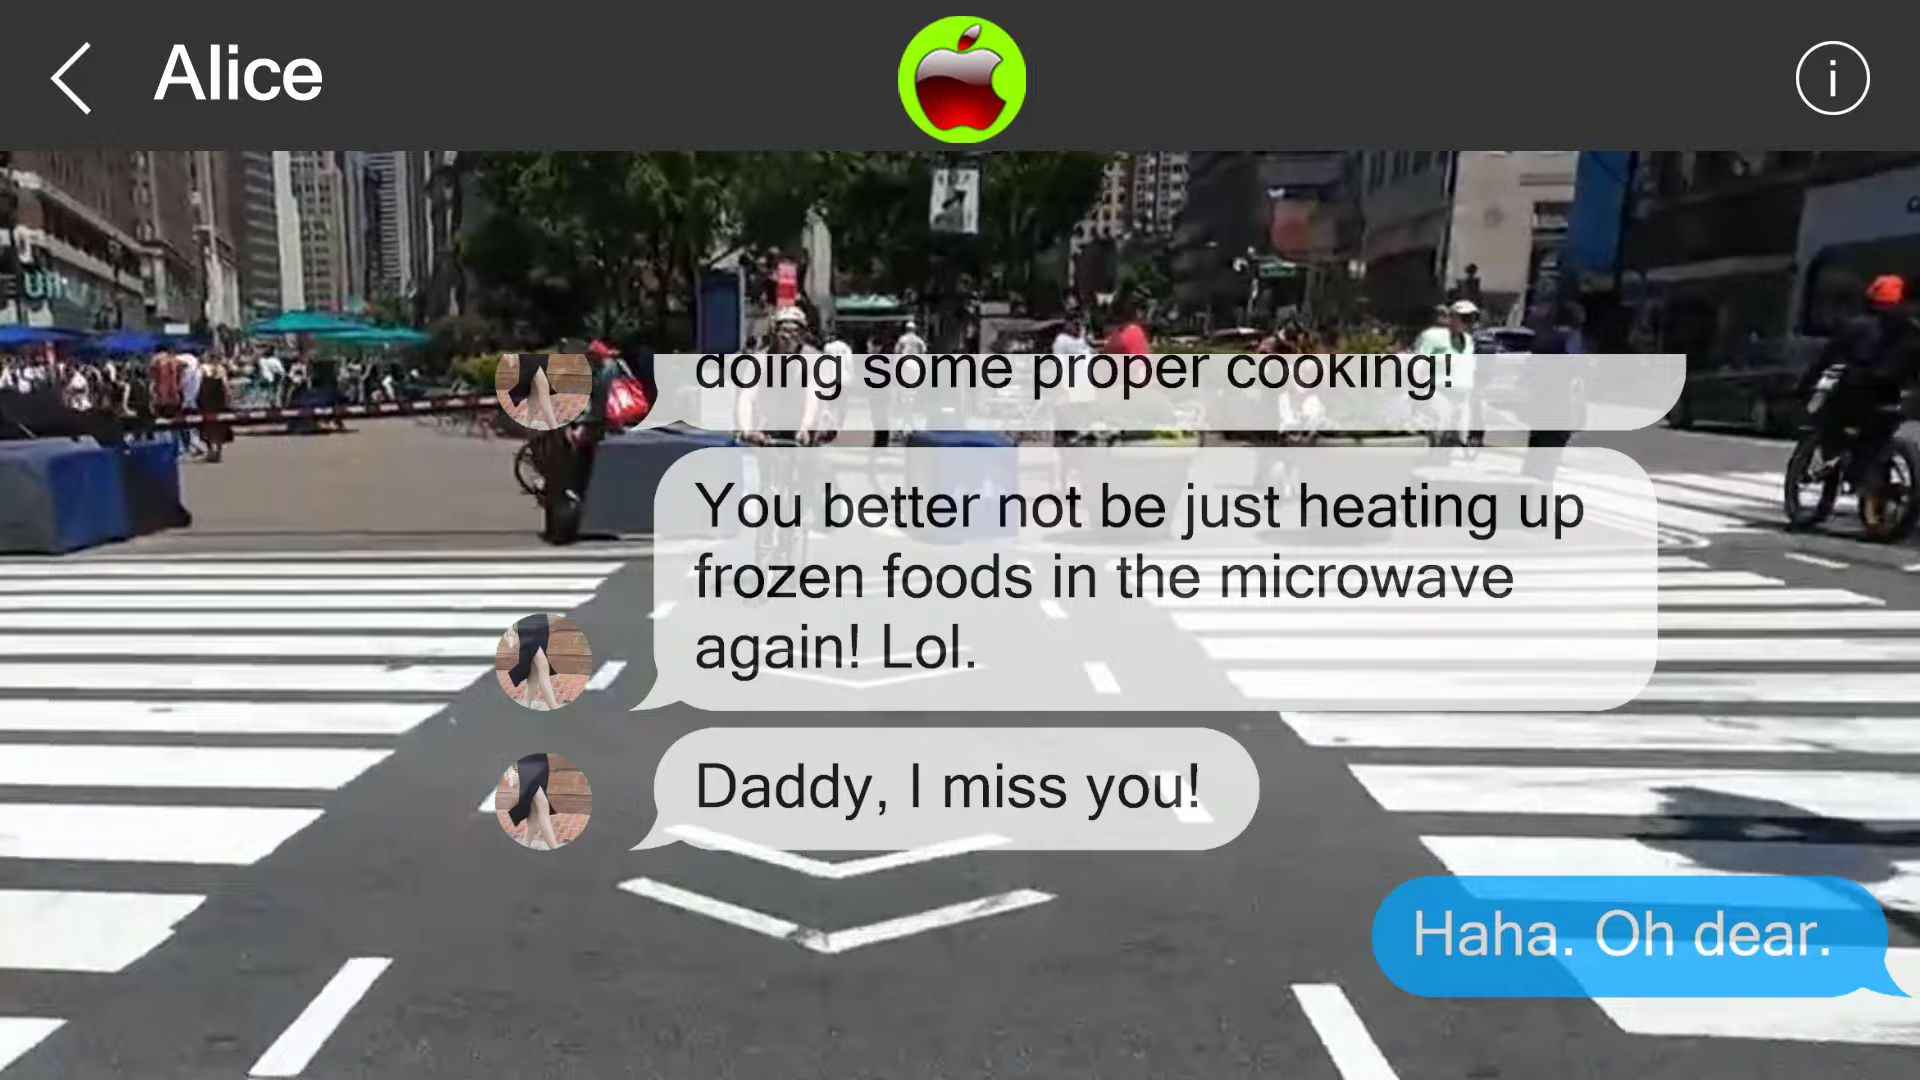 Alice
doing some proper cooking!
You better not be just heating up
frozen foods in the microwave
again! Lol.
Daddy, I miss you!
Haha. Oh dear.